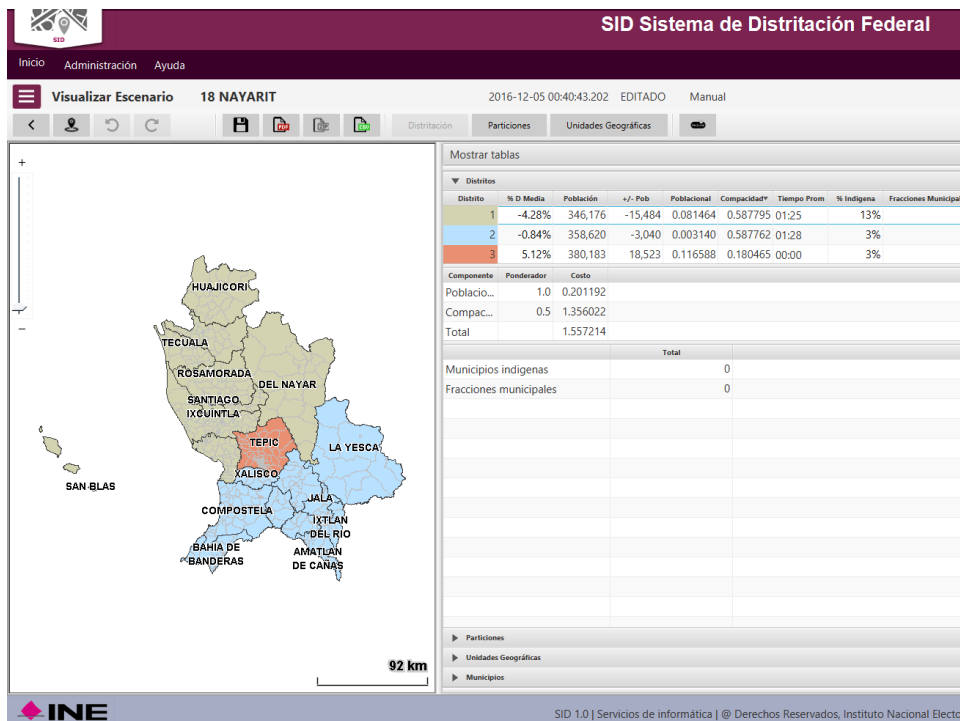 SID
SID Sistema de Distritación Federal
Inicio Administración Ayuda
Visualizar Escenario 18 NAYARIT 2016-12-05 00:40:43.202 EDITADO Manual
PDF CSV Distritación Particiones Unidades Geográficas
Mostrar tablas
Distritos
Distrito % D Media Población +/- Pob Poblacional Compacidad Tiempo Prom % Indigena Fracciones Municipal
1 -4.28% 346,176 -15,484 0.081464 0.587795 01:25 13%
2 -0.84% 358,620 -3,040 0.003140 0.587762 01:28 3%
3 5.12% 380,183 18,523 0.116588 0.180465 00:00 3%
Componente Ponderador Costo
Poblacio... 1.0 0.201192
Compac... 0.5 1.356022
Total 1.557214
Total
Municipios indigenas 0
Fracciones municipales 0
Particiones
Unidades Geográficas
Municipios
+
−
HUAJICORI
TECUALA
ROSAMORADA
DEL NAYAR
SANTIAGO
IXCUINTLA
TEPIC
LA YESCA
XALISCO
SAN BLAS
JALA
COMPOSTELA
IXTLAN
DEL RIO
BAHIA DE
BANDERAS
AMATLAN
DE CAÑAS
92 km
INE
SID 1.0 | Servicios de informática | @ Derechos Reservados, Instituto Nacional Electo